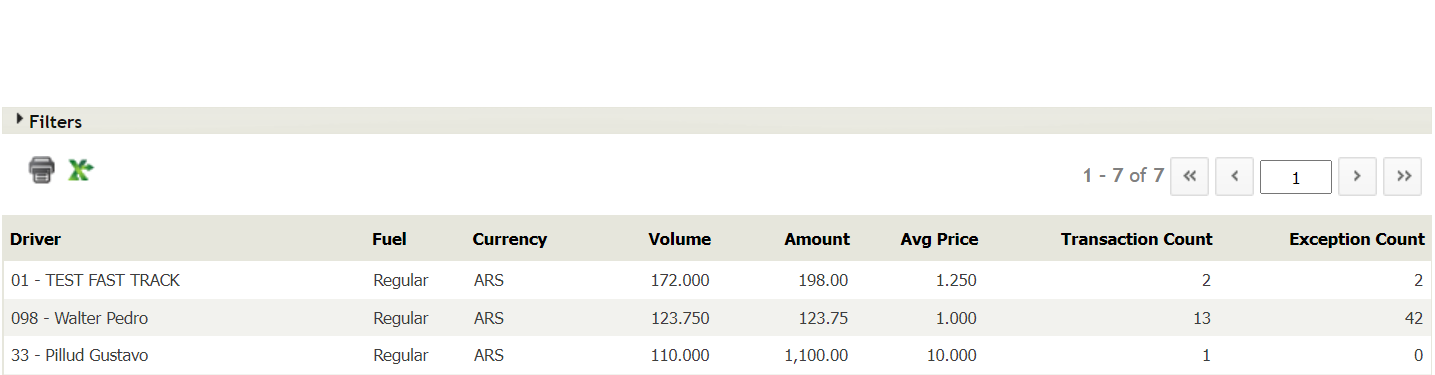 Filters
1 - 7 of 7 « ‹ 1 › »
Driver Fuel Currency Volume Amount Avg Price Transaction Count Exception Count
01 - TEST FAST TRACK Regular ARS 172.000 198.00 1.250 2 2
098 - Walter Pedro Regular ARS 123.750 123.75 1.000 13 42
33 - Pillud Gustavo Regular ARS 110.000 1,100.00 10.000 1 0